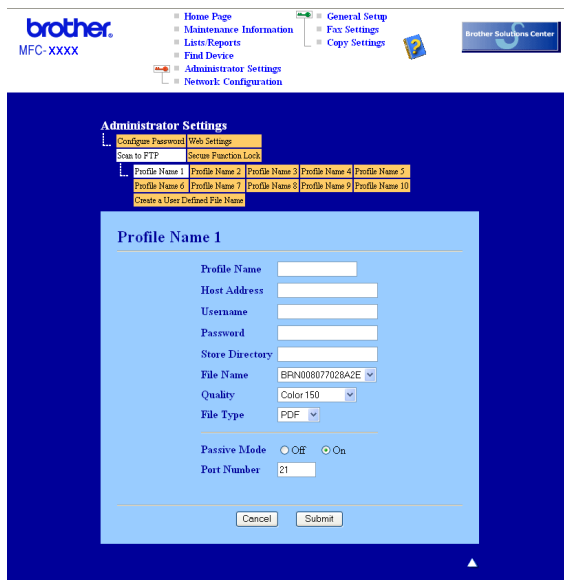 brother.
MFC-XXXX
Home Page
Maintenance Information
Lists/Reports
Find Device
Administrator Settings
Network Configuration
General Setup
Fax Settings
Copy Settings
Brother Solutions Center
Administrator Settings
Configure Password Web Settings
Scan to FTP Secure Function Lock
Profile Name 1 Profile Name 2 Profile Name 3 Profile Name 4 Profile Name 5
Profile Name 6 Profile Name 7 Profile Name 8 Profile Name 9 Profile Name 10
Create a User Defined File Name
Profile Name 1
Profile Name
Host Address
Username
Password
Store Directory
File Name BRN008077028A2E
Quality Color 150
File Type PDF
Passive Mode Off On
Port Number 21
Cancel Submit